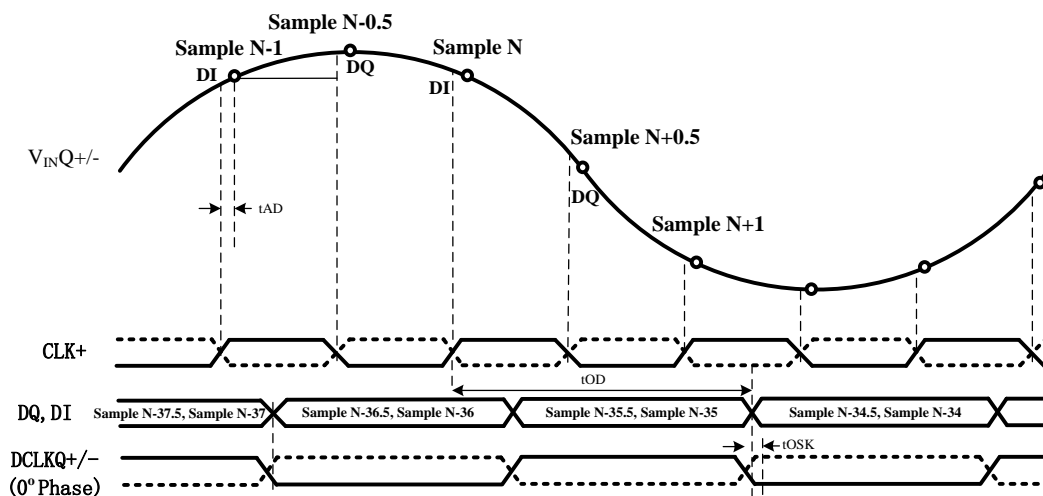 Sample N-0.5
Sample N-1
Sample N
DI
DQ
DI
Sample N+0.5
VINQ+/-
DQ
tAD
Sample N+1
CLK+
tOD
DQ, DI
Sample N-37.5, Sample N-37
Sample N-36.5, Sample N-36
Sample N-35.5, Sample N-35
Sample N-34.5, Sample N-34
tOSK
DCLKQ+/-
(0° Phase)